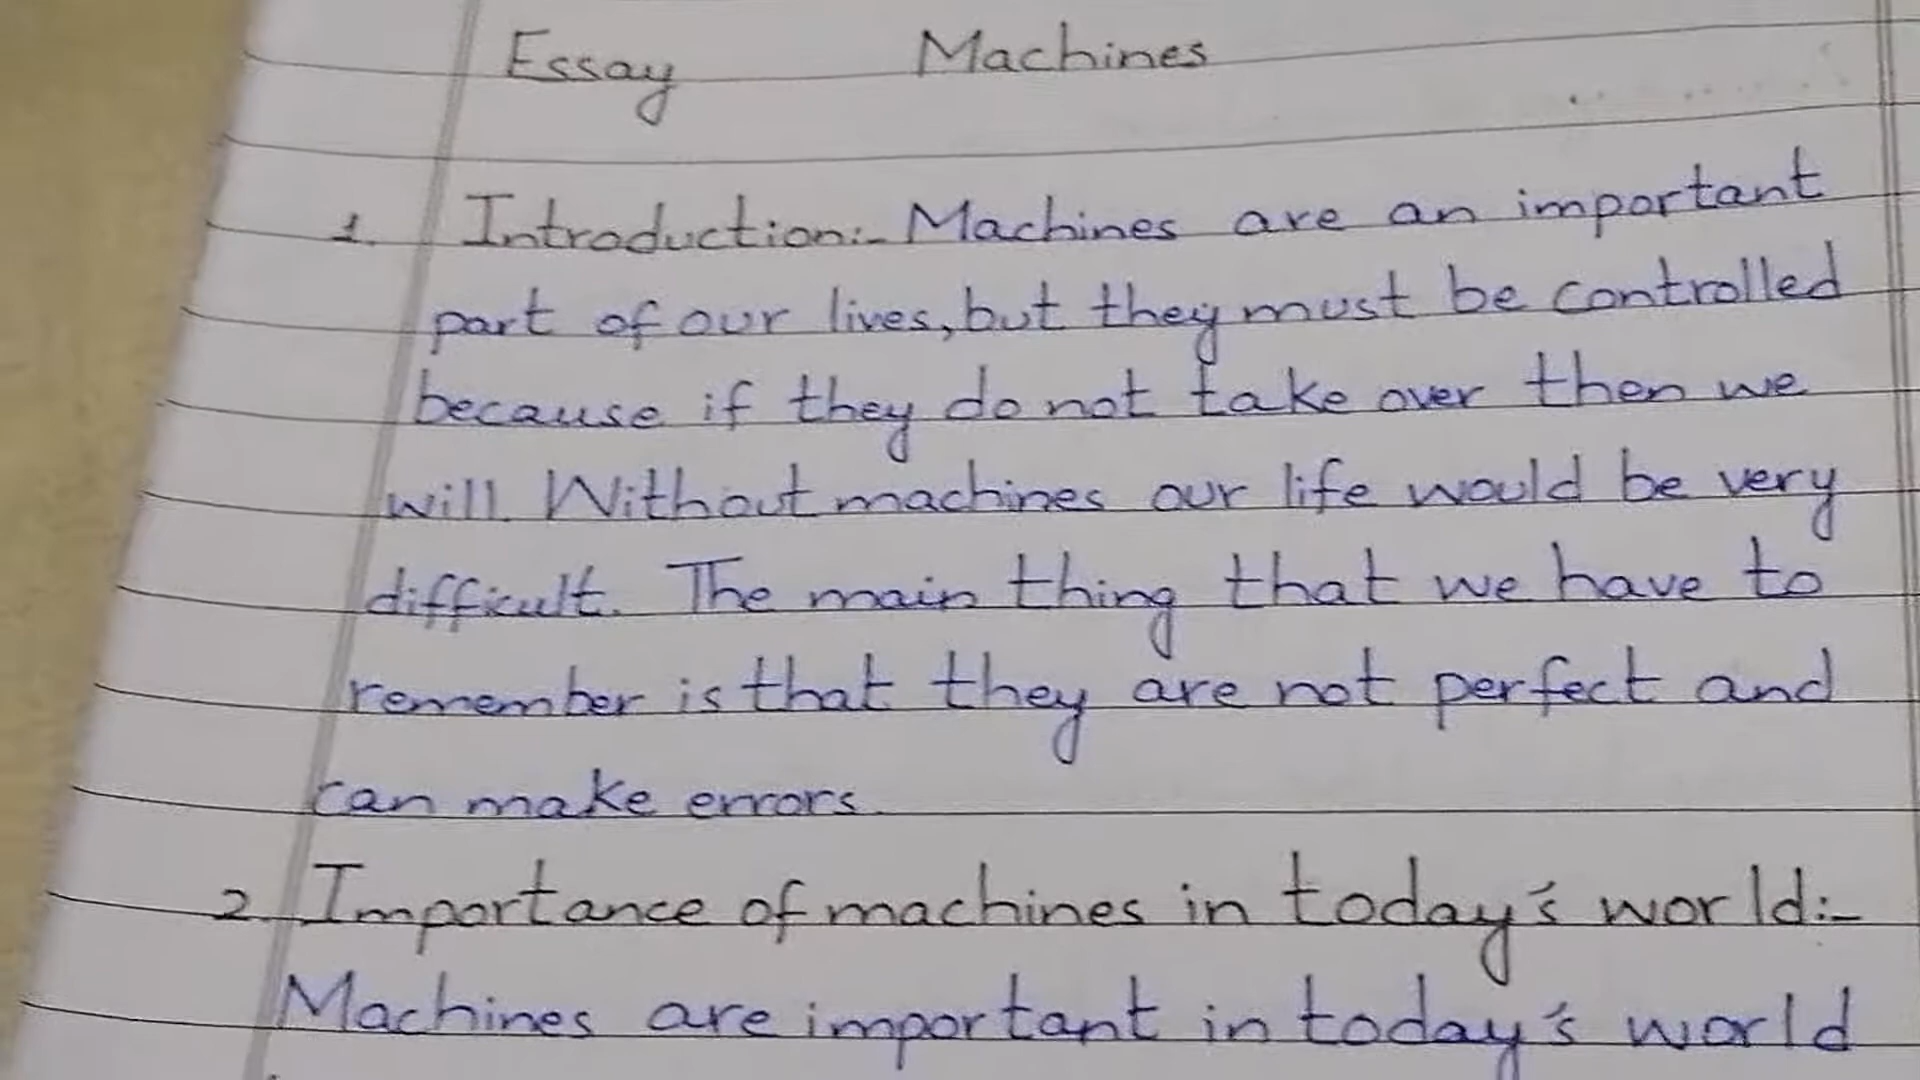 Essay Machines
1. Introduction:- Machines are an important
part of our lives, but they must be controlled
because if they do not take over then we
will. Without machines our life would be very
difficult. The main thing that we have to
remember is that they are not perfect and
can make errors.
2. Importance of machines in today's world:-
Machines are important in today's world